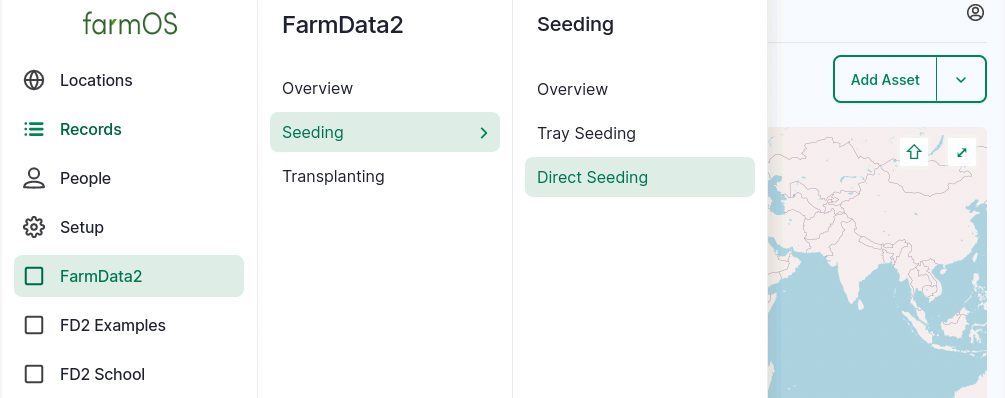 farmOS
Locations
Records
People
Setup
FarmData2
FD2 Examples
FD2 School
FarmData2
Overview
Seeding
Transplanting
Seeding
Overview
Tray Seeding
Direct Seeding
Add Asset